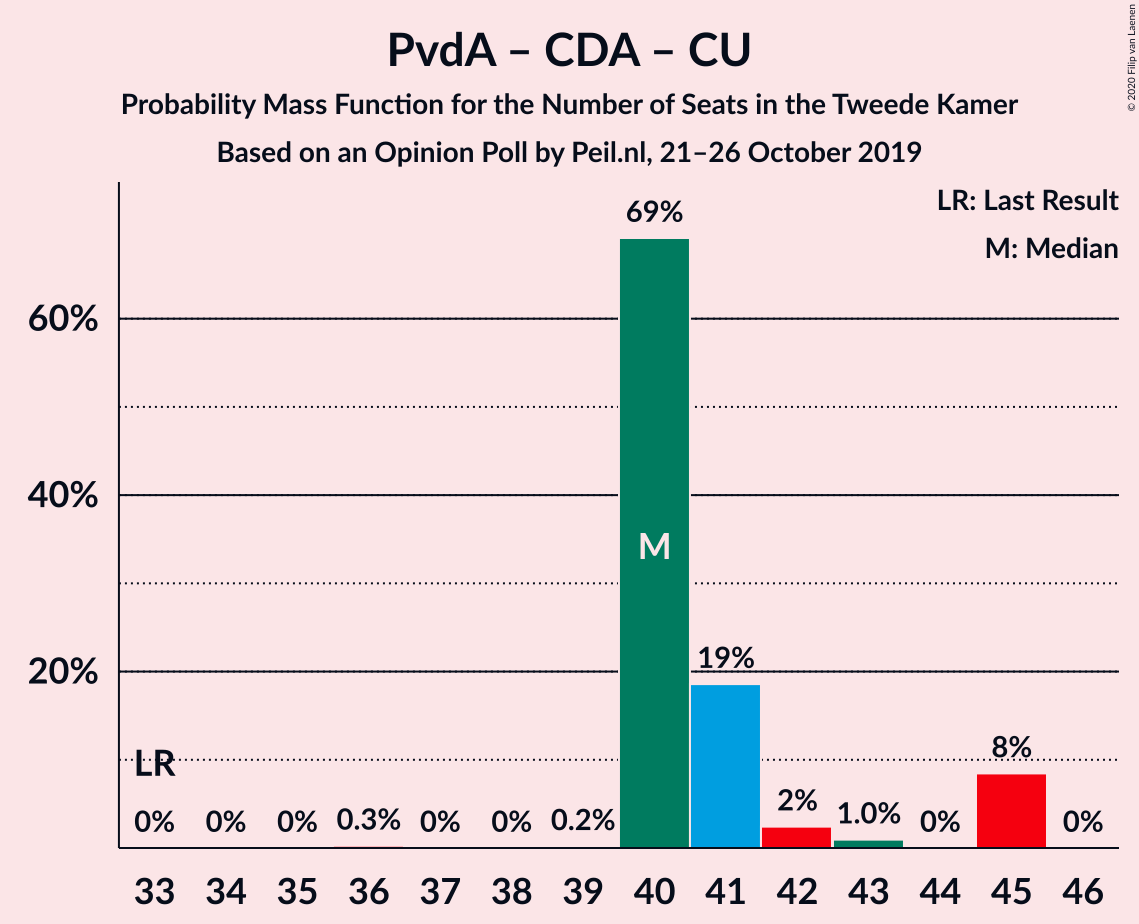 PvdA – CDA – CU
Probability Mass Function for the Number of Seats in the Tweede Kamer
Based on an Opinion Poll by Peil.nl, 21–26 October 2019
© 2020 Filip van Laenen
LR: Last Result
M: Median
69%
60%
40%
M
19%
20%
LR
8%
0% 0% 0% 0.3% 0% 0% 0.2% 2% 1.0% 0% 0%
33 34 35 36 37 38 39 40 41 42 43 44 45 46